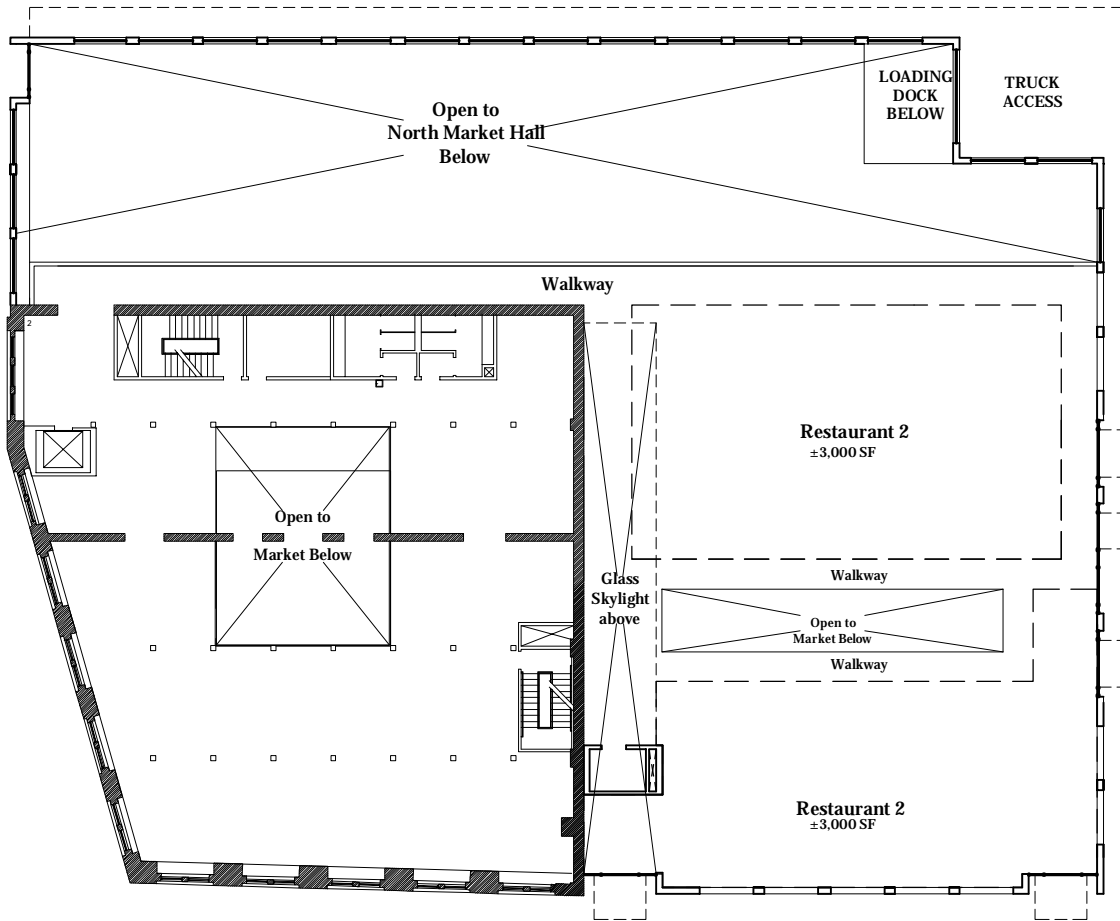 Open to
North Market Hall
Below
LOADING
DOCK
BELOW
TRUCK
ACCESS
Walkway
2
Restaurant 2
±3,000 SF
Open to
Market Below
Glass
Skylight
above
Walkway
Open to
Market Below
Walkway
Restaurant 2
±3,000 SF